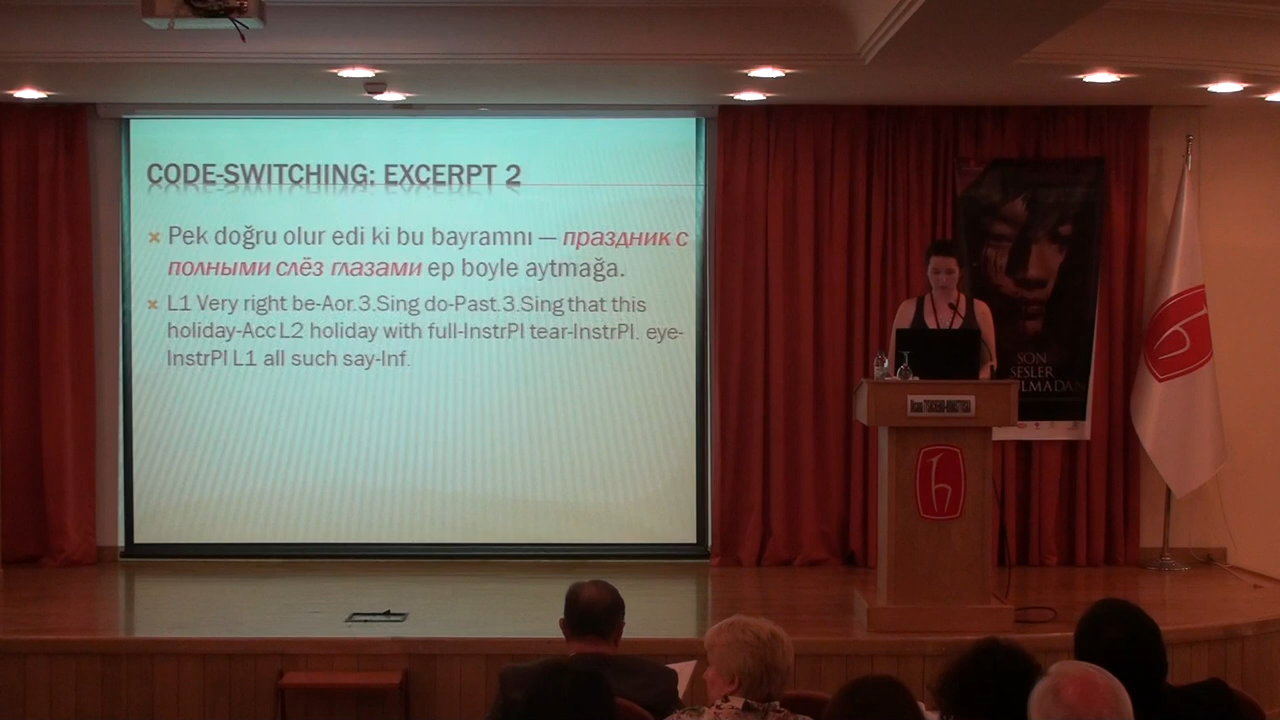 CODE-SWITCHING: EXCERPT 2
Pek doğru olur edi ki bu bayramnı — праздник с
полными слёз глазами ep boyle aytmağa.
L1 Very right be-Aor.3.Sing do-Past.3.Sing that this
holiday-Acc L2 holiday with full-InstrPl tear-InstrPl. eye-
InstrPl L1 all such say-Inf.
SON
SESLER